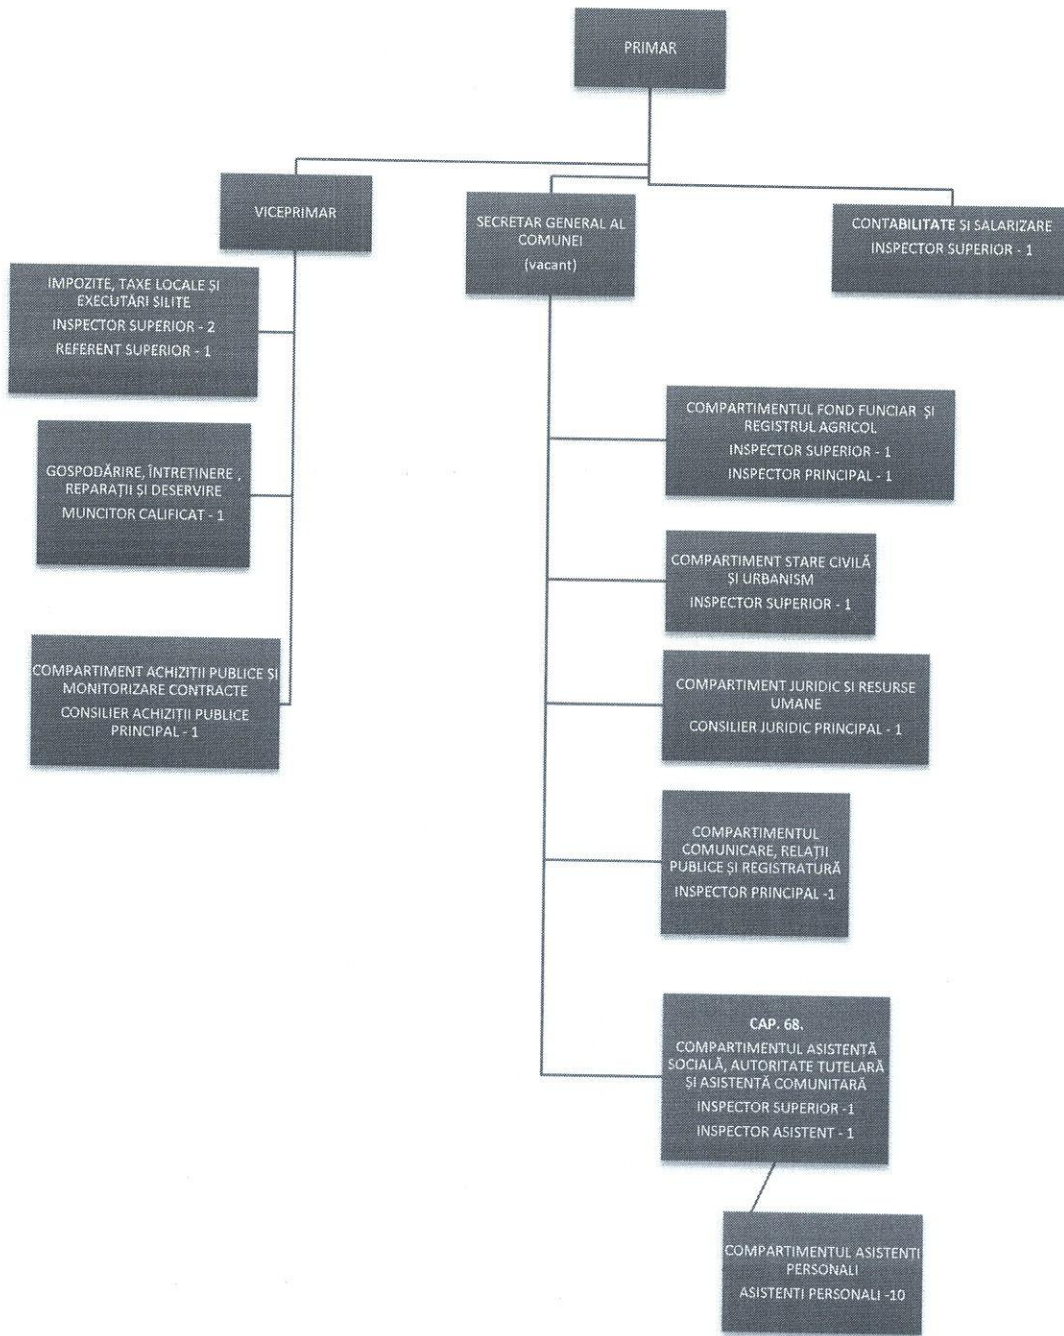 PRIMAR
VICEPRIMAR
SECRETAR GENERAL AL
COMUNEI
(vacant)
CONTABILITATE SI SALARIZARE
INSPECTOR SUPERIOR - 1
IMPOZITE, TAXE LOCALE ȘI
EXECUTĂRI SILITE
INSPECTOR SUPERIOR - 2
REFERENT SUPERIOR - 1
GOSPODĂRIRE, ÎNTREȚINERE ,
REPARAȚII ȘI DESERVIRE
MUNCITOR CALIFICAT - 1
COMPARTIMENT ACHIZIȚII PUBLICE ȘI
MONITORIZARE CONTRACTE
CONSILIER ACHIZIȚII PUBLICE
PRINCIPAL - 1
COMPARTIMENTUL FOND FUNCIAR ȘI
REGISTRUL AGRICOL
INSPECTOR SUPERIOR - 1
INSPECTOR PRINCIPAL - 1
COMPARTIMENT STARE CIVILĂ
ȘI URBANISM
INSPECTOR SUPERIOR - 1
COMPARTIMENT JURIDIC SI RESURSE
UMANE
CONSILIER JURIDIC PRINCIPAL - 1
COMPARTIMENTUL
COMUNICARE, RELAȚII
PUBLICE ȘI REGISTRATURĂ
INSPECTOR PRINCIPAL -1
CAP. 68.
COMPARTIMENTUL ASISTENȚĂ
SOCIALĂ, AUTORITATE TUTELARĂ
ȘI ASISTENȚĂ COMUNITARĂ
INSPECTOR SUPERIOR -1
INSPECTOR ASISTENT - 1
COMPARTIMENTUL ASISTENȚI
PERSONALI
ASISTENTI PERSONALI -10